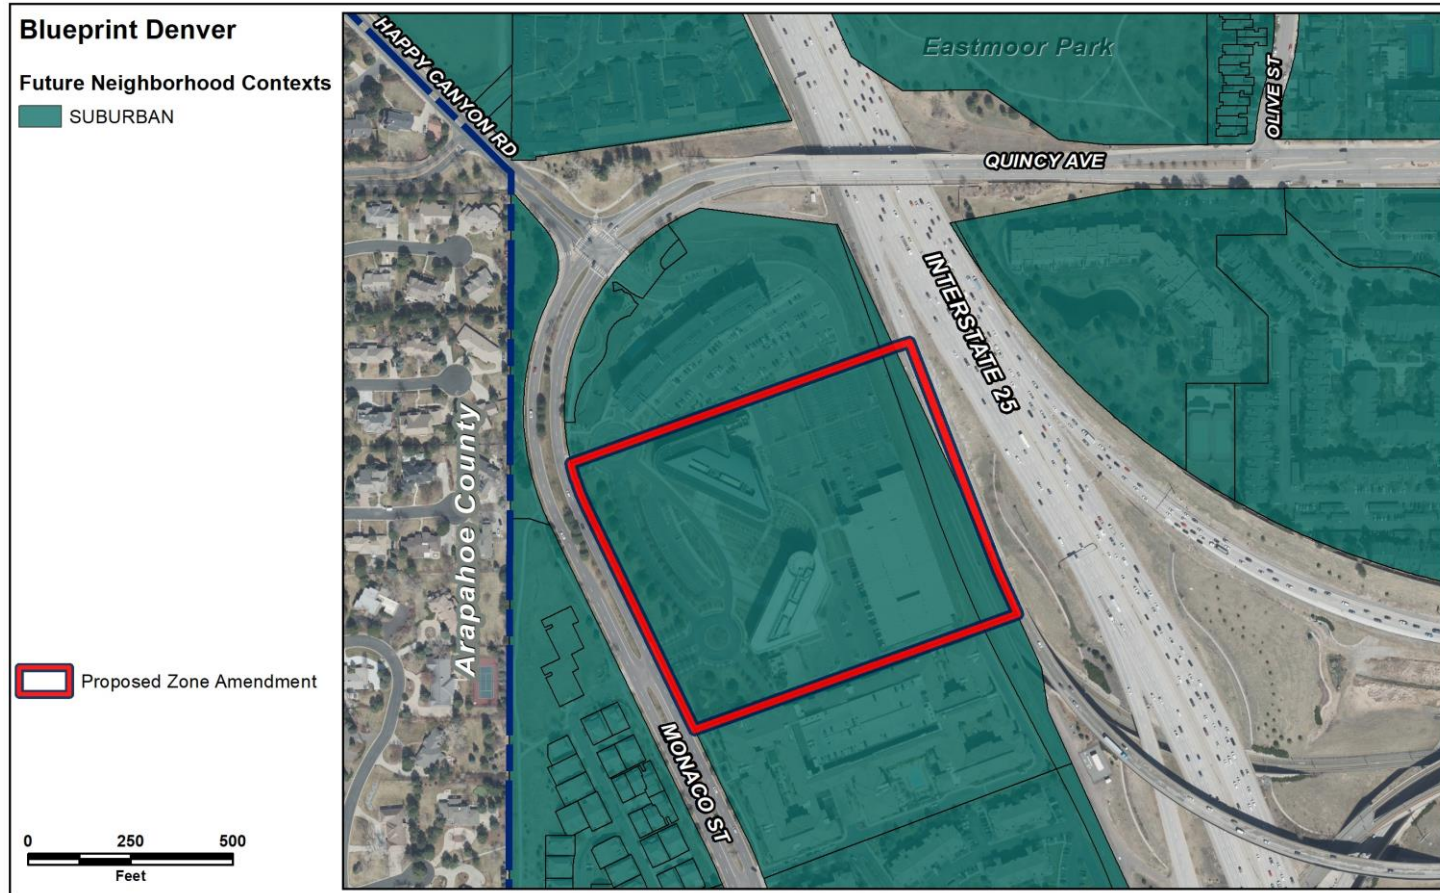 Blueprint Denver
Future Neighborhood Contexts
SUBURBAN
Proposed Zone Amendment
0 250 500
Feet
HAPPY CANYON RD
Eastmoor Park
OLIVE ST
QUINCY AVE
INTERSTATE 25
Arapahoe County
MONACO ST